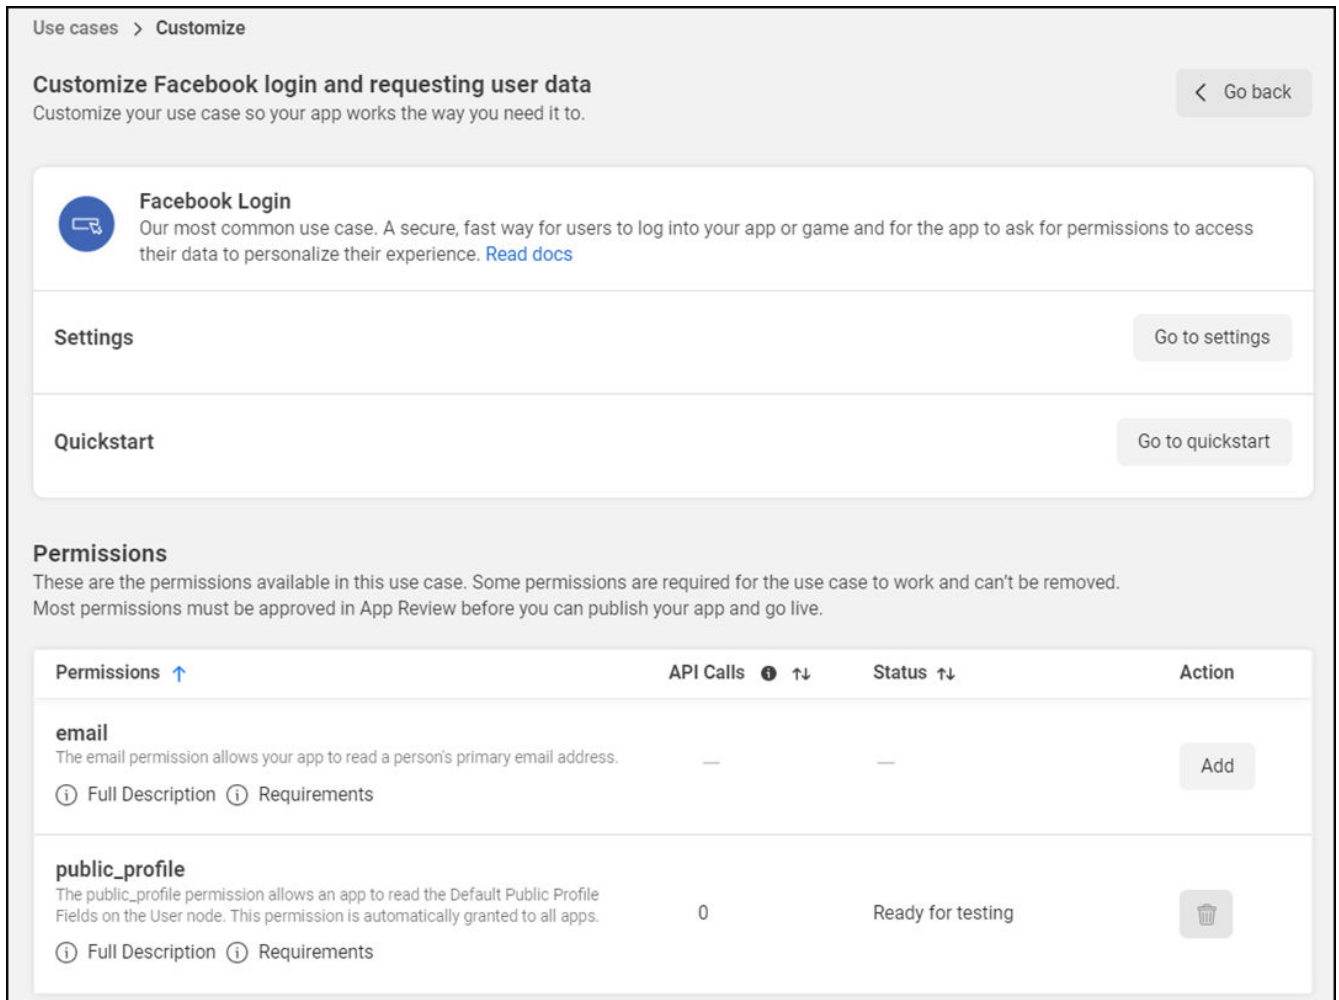 Use cases > Customize
Customize Facebook login and requesting user data
Customize your use case so your app works the way you need it to.
Go back
Facebook Login
Our most common use case. A secure, fast way for users to log into your app or game and for the app to ask for permissions to access
their data to personalize their experience. Read docs
Settings
Go to settings
Quickstart
Go to quickstart
Permissions
These are the permissions available in this use case. Some permissions are required for the use case to work and can't be removed.
Most permissions must be approved in App Review before you can publish your app and go live.
Permissions ↑ API Calls ↑↓ Status ↑↓ Action
email
The email permission allows your app to read a person's primary email address.
— — Add
Full Description Requirements
public_profile
The public_profile permission allows an app to read the Default Public Profile
Fields on the User node. This permission is automatically granted to all apps.
0 Ready for testing
Full Description Requirements